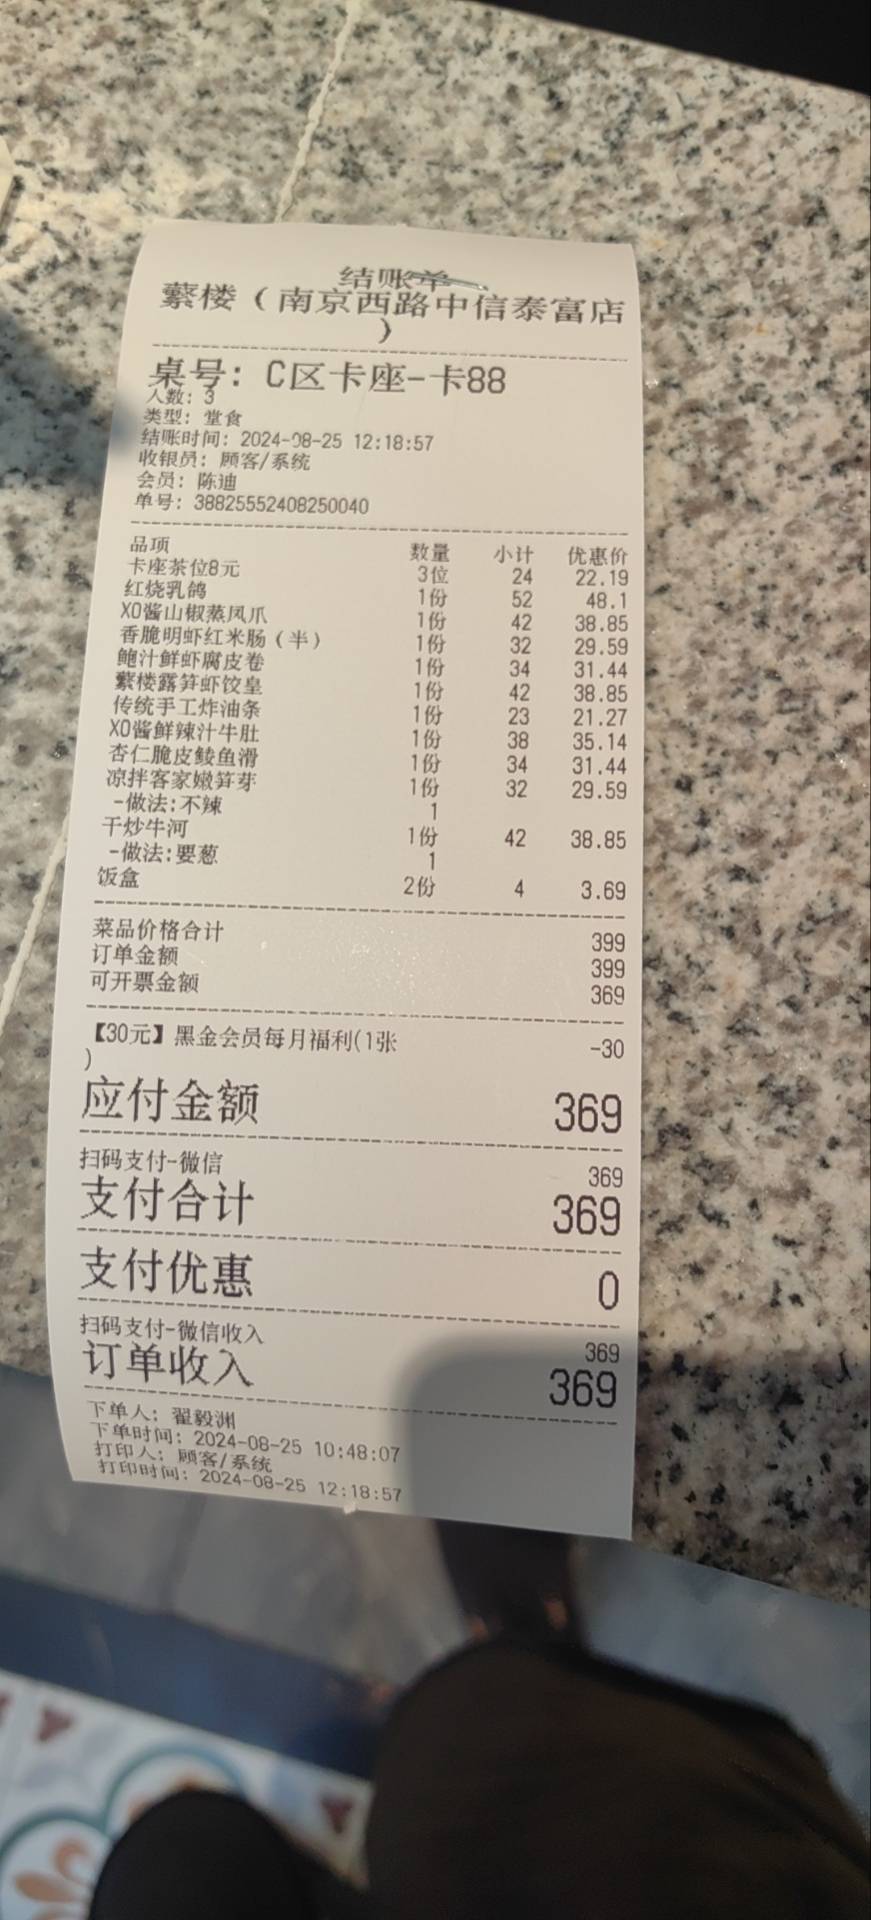 结账单
蘩楼（南京西路中信泰富店
）
桌号: C区卡座-卡88
人数: 3
类型: 堂食
结账时间: 2024-08-25 12:18:57
收银员: 顾客/系统
会员: 陈迪
单号: 38825552408250040
品项 数量 小计 优惠价
卡座茶位8元 3位 24 22.19
红烧乳鸽 1份 52 48.1
XO酱山椒蒸凤爪 1份 42 38.85
香脆明虾红米肠（半） 1份 32 29.59
鲍汁鲜虾腐皮卷 1份 34 31.44
蘩楼露笋虾饺皇 1份 42 38.85
传统手工炸油条 1份 23 21.27
XO酱鲜辣汁牛肚 1份 38 35.14
杏仁脆皮鲮鱼滑 1份 34 31.44
凉拌客家嫩笋芽 1份 32 29.59
-做法:不辣 1
干炒牛河 1份 42 38.85
-做法:要葱 1
饭盒 2份 4 3.69
菜品价格合计 399
订单金额 399
可开票金额 369
【30元】黑金会员每月福利(1张 -30
)
应付金额 369
扫码支付-微信 369
支付合计 369
支付优惠 0
扫码支付-微信收入 369
订单收入 369
下单人: 翟毅渊
下单时间: 2024-08-25 10:48:07
打印人: 顾客/系统
打印时间: 2024-08-25 12:18:57